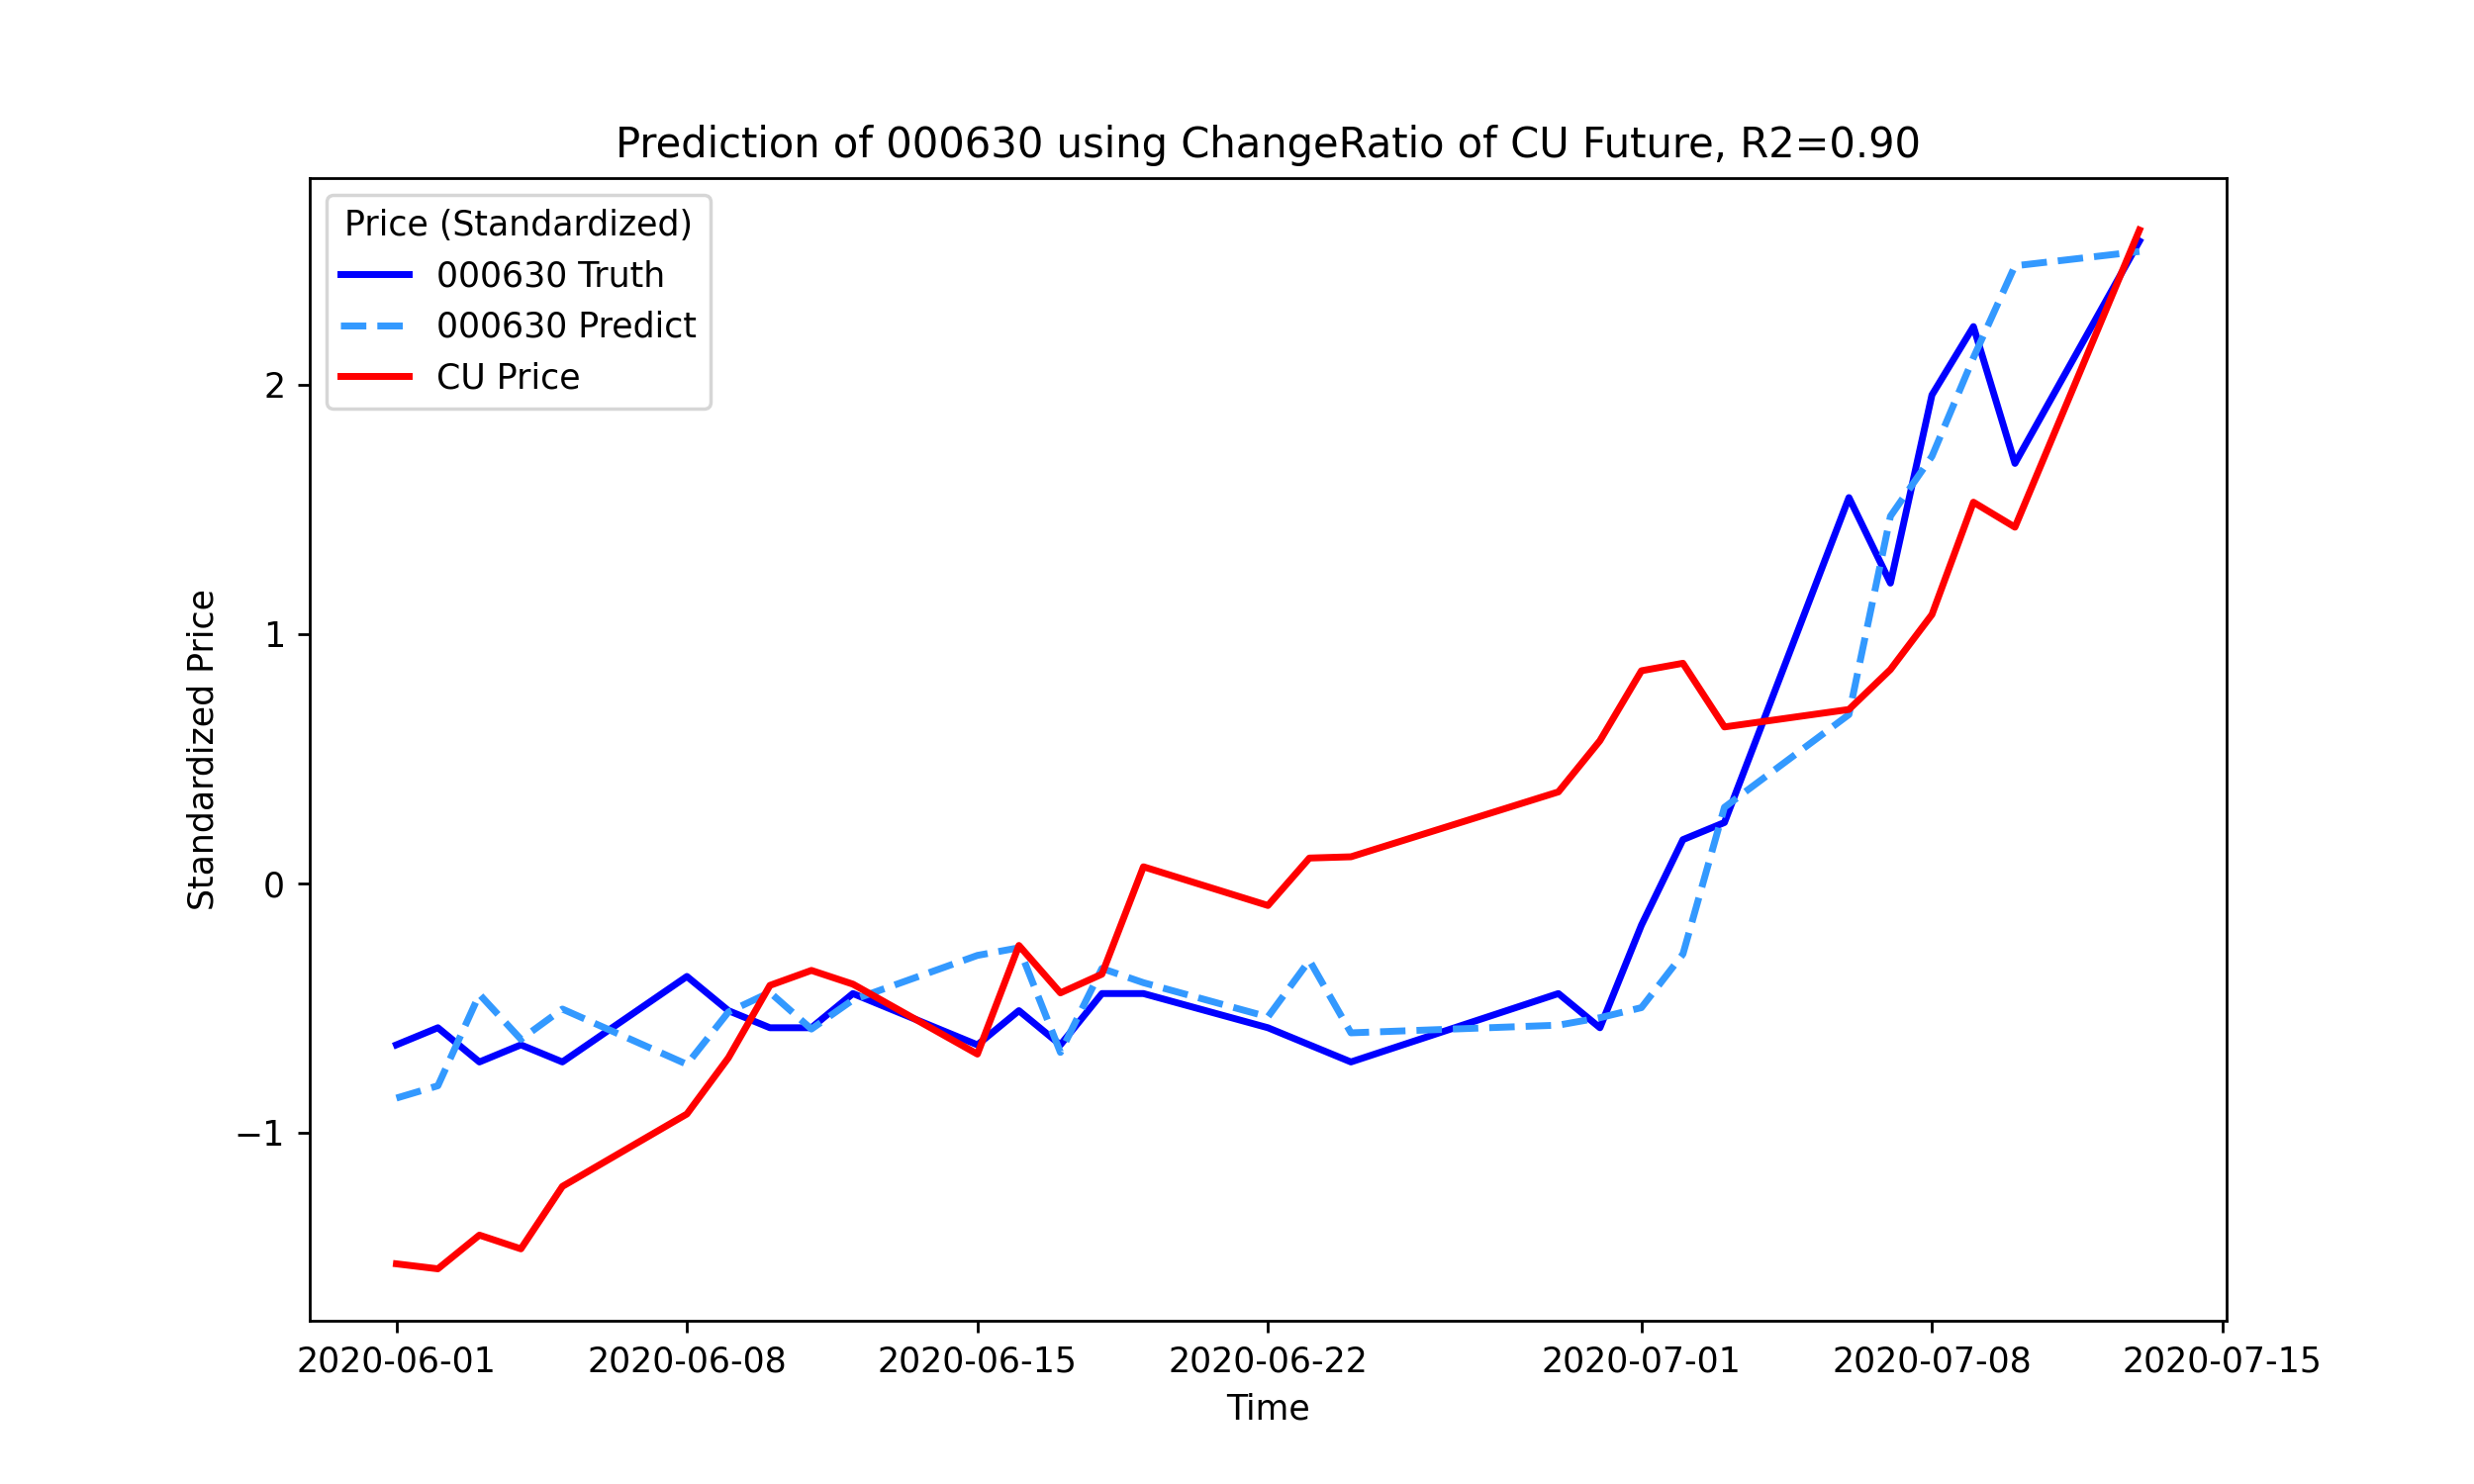 Prediction of 000630 using ChangeRatio of CU Future, R2=0.90
Price (Standardized)
000630 Truth
000630 Predict
CU Price
2
1
0
−1
Standardized Price
2020-06-01 2020-06-08 2020-06-15 2020-06-22 2020-07-01 2020-07-08 2020-07-15
Time